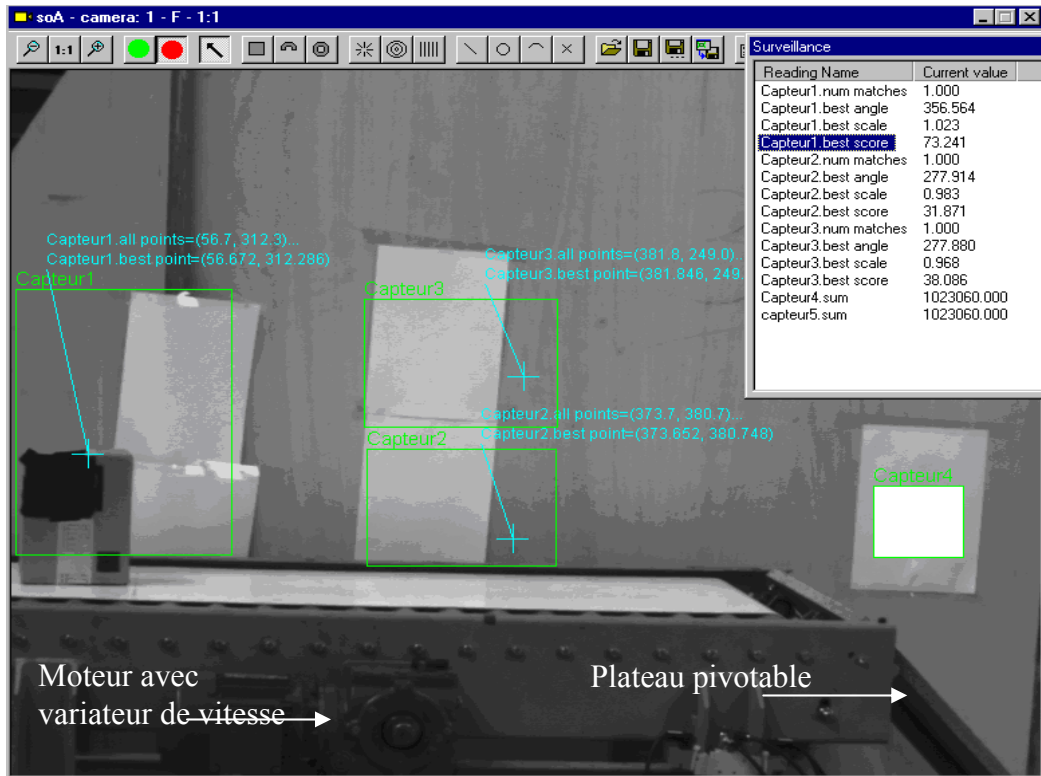 soA - camera: 1 - F - 1:1
1:1
Surveillance
Reading Name Current value
Capteur1.num matches 1.000
Capteur1.best angle 356.564
Capteur1.best scale 1.023
Capteur1.best score 73.241
Capteur2.num matches 1.000
Capteur2.best angle 277.914
Capteur2.best scale 0.983
Capteur2.best score 31.871
Capteur3.num matches 1.000
Capteur3.best angle 277.880
Capteur3.best scale 0.968
Capteur3.best score 38.086
Capteur4.sum 1023060.000
capteur5.sum 1023060.000
Capteur1.all points=(56.7, 312.3)...
Capteur1.best point=(56.672, 312.286)
Capteur1
Capteur3.all points=(381.8, 249.0)..
Capteur3.best point=(381.846, 249.
Capteur3
Capteur2.all points=(373.7, 380.7)...
Capteur2.best point=(373.652, 380.748)
Capteur2
Capteur4
Moteur avec
variateur de vitesse
Plateau pivotable